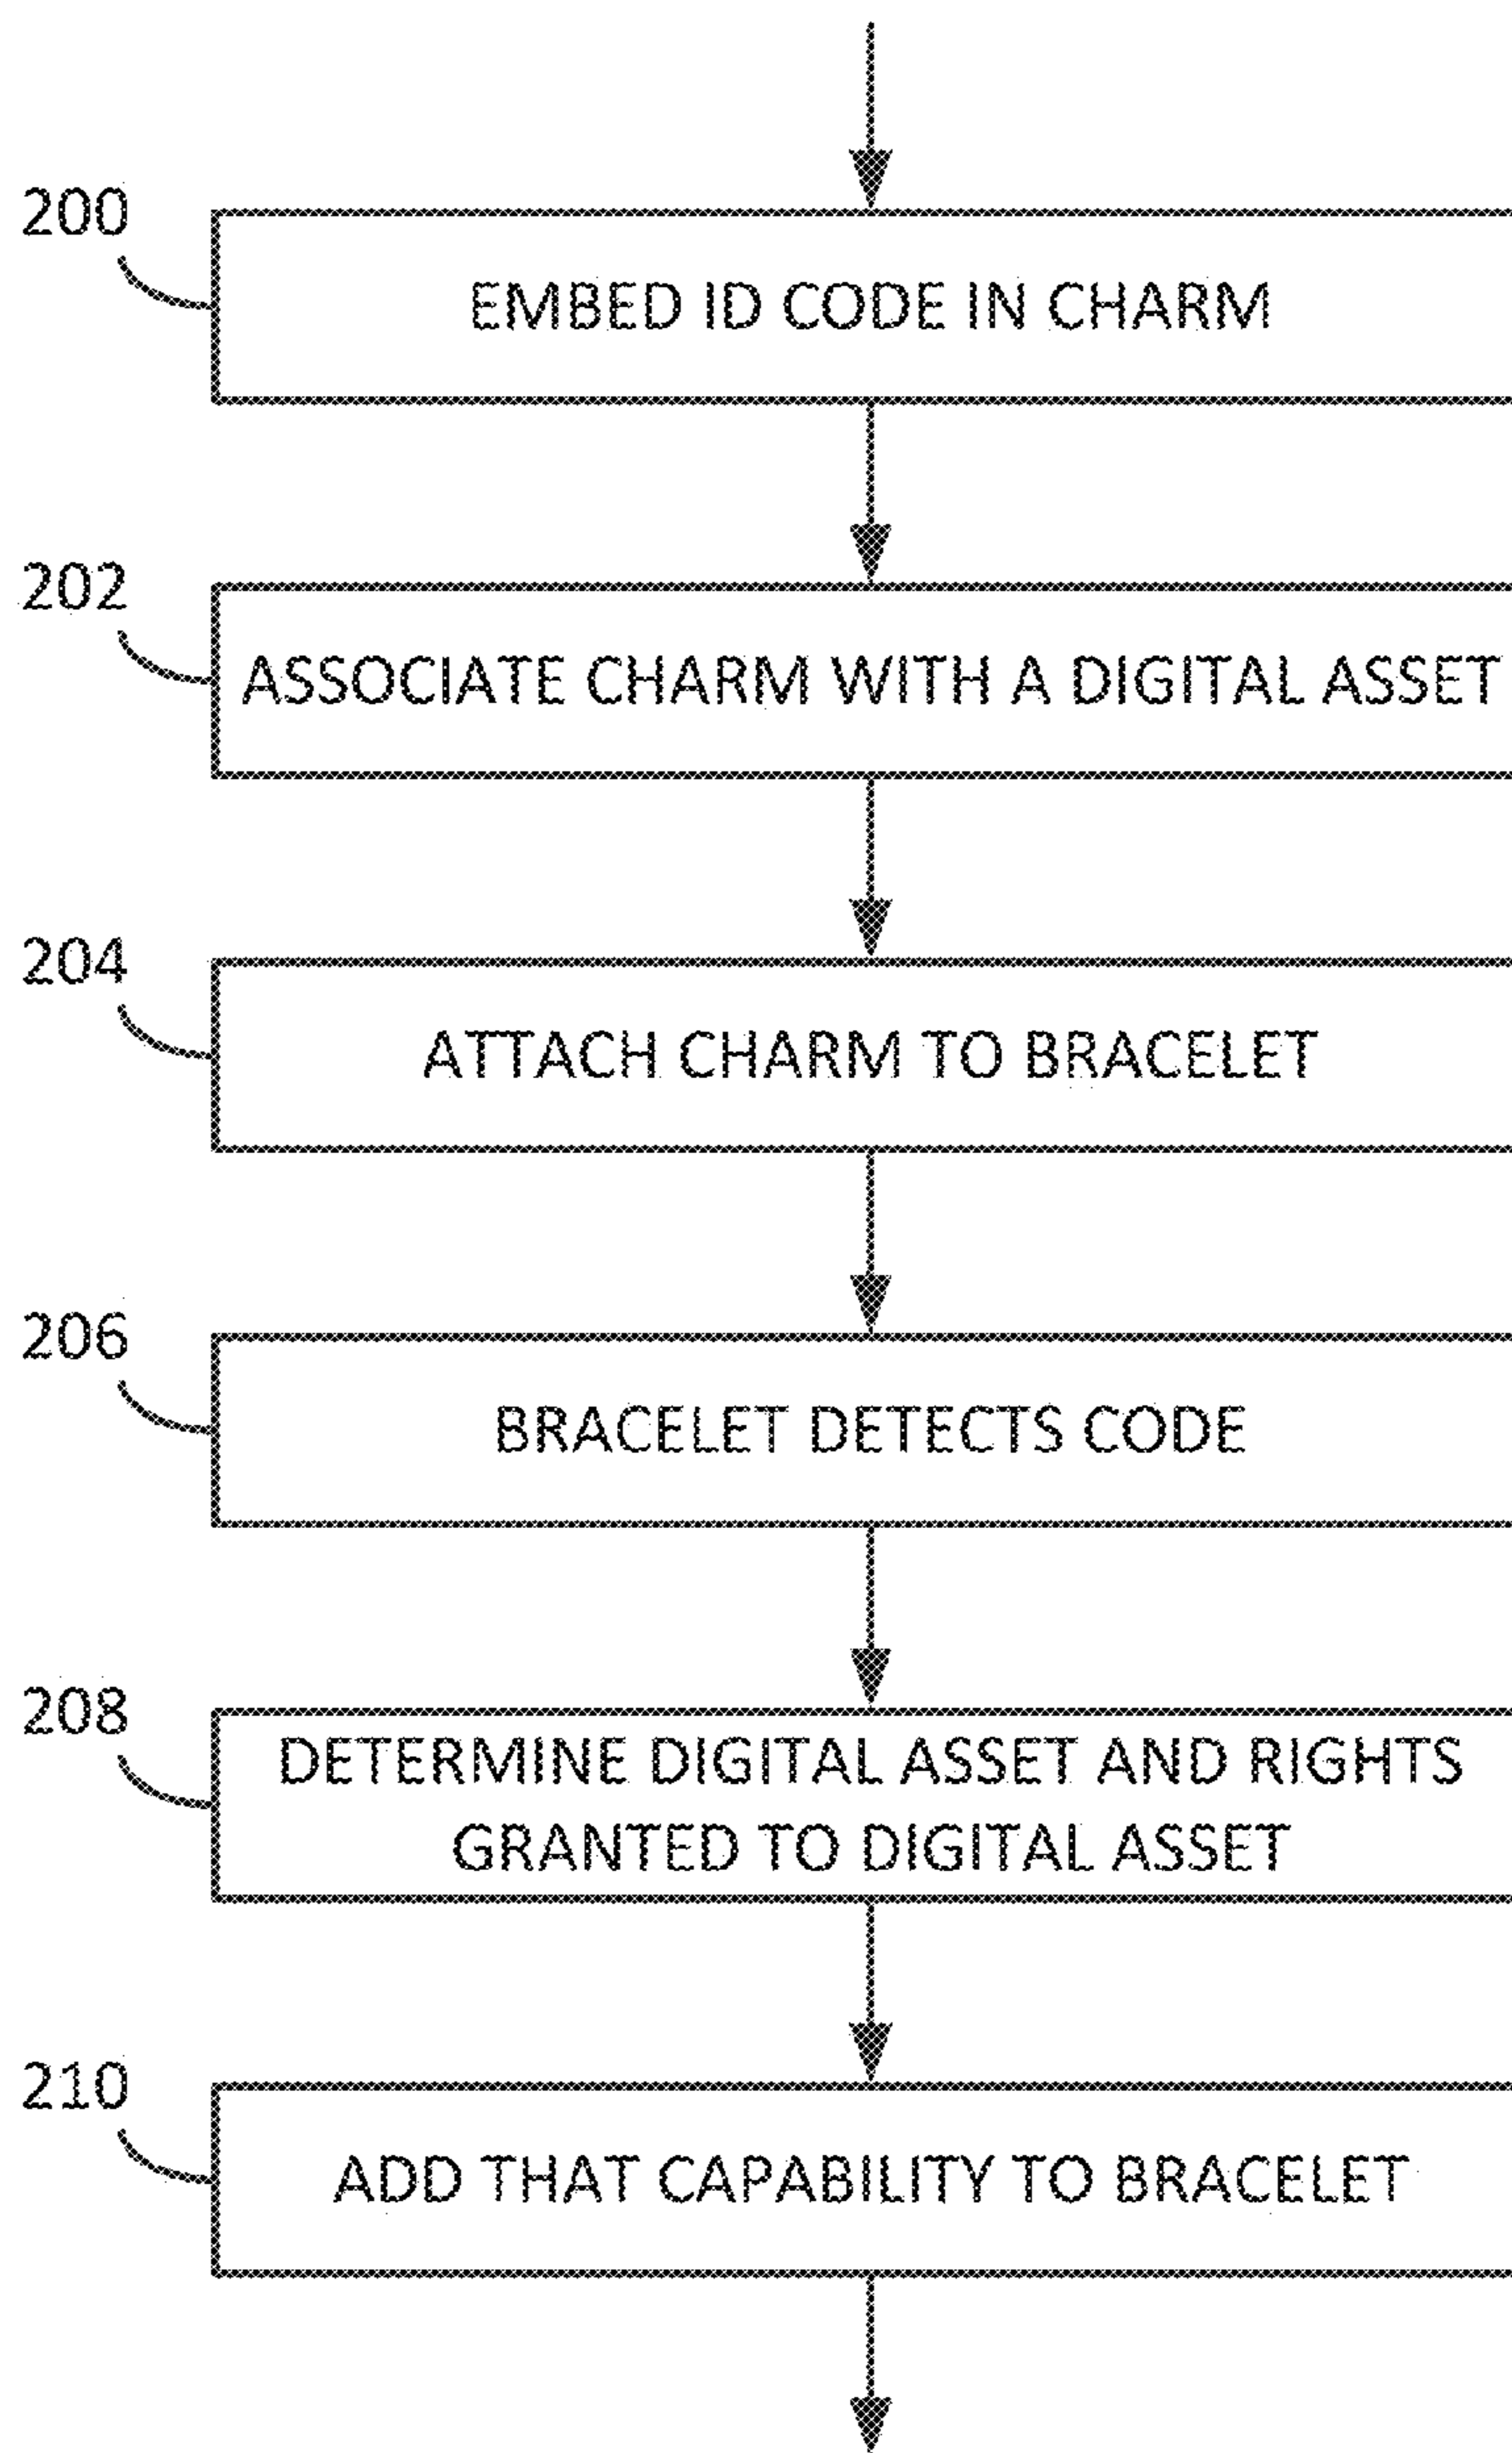 200
EMBED ID CODE IN CHARM
202
ASSOCIATE CHARM WITH A DIGITAL ASSET
204
ATTACH CHARM TO BRACELET
206
BRACELET DETECTS CODE
208
DETERMINE DIGITAL ASSET AND RIGHTS
GRANTED TO DIGITAL ASSET
210
ADD THAT CAPABILITY TO BRACELET